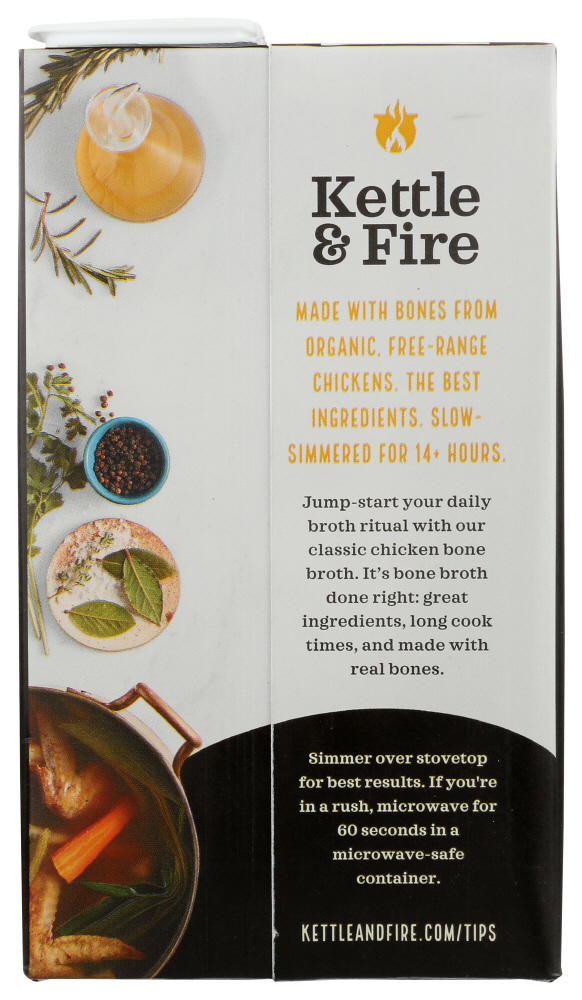 Kettle
& Fire
MADE WITH BONES FROM
ORGANIC, FREE-RANGE
CHICKENS. THE BEST
INGREDIENTS. SLOW-
SIMMERED FOR 14+ HOURS.
Jump-start your daily
broth ritual with our
classic chicken bone
broth. It's bone broth
done right: great
ingredients, long cook
times, and made with
real bones.
Simmer over stovetop
for best results. If you're
in a rush, microwave for
60 seconds in a
microwave-safe
container.
KETTLEANDFIRE.COM/TIPS